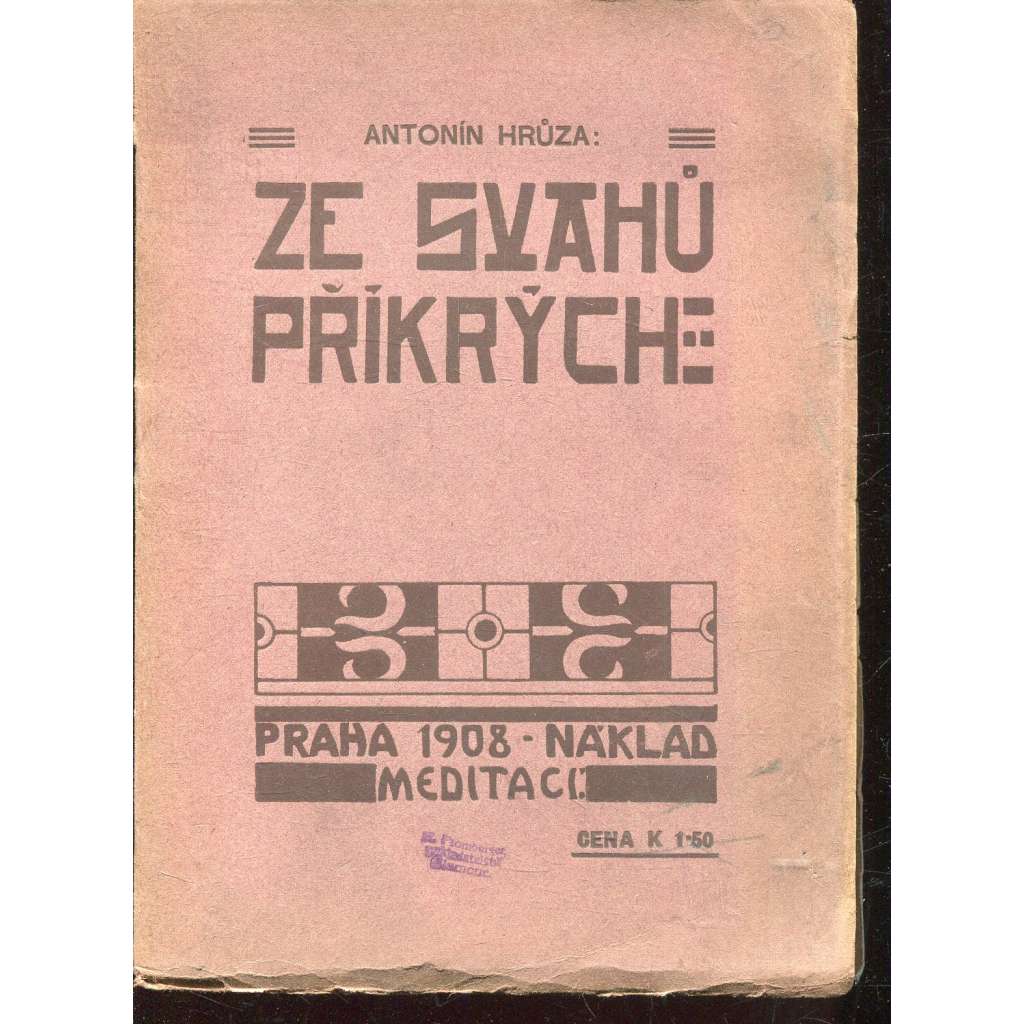 ANTONÍN HRŮZA:
ZE SVAHŮ
PŘÍKRÝCH
PRAHA 1908 - NÁKLAD
MEDITACÍ.
CENA K 1·50